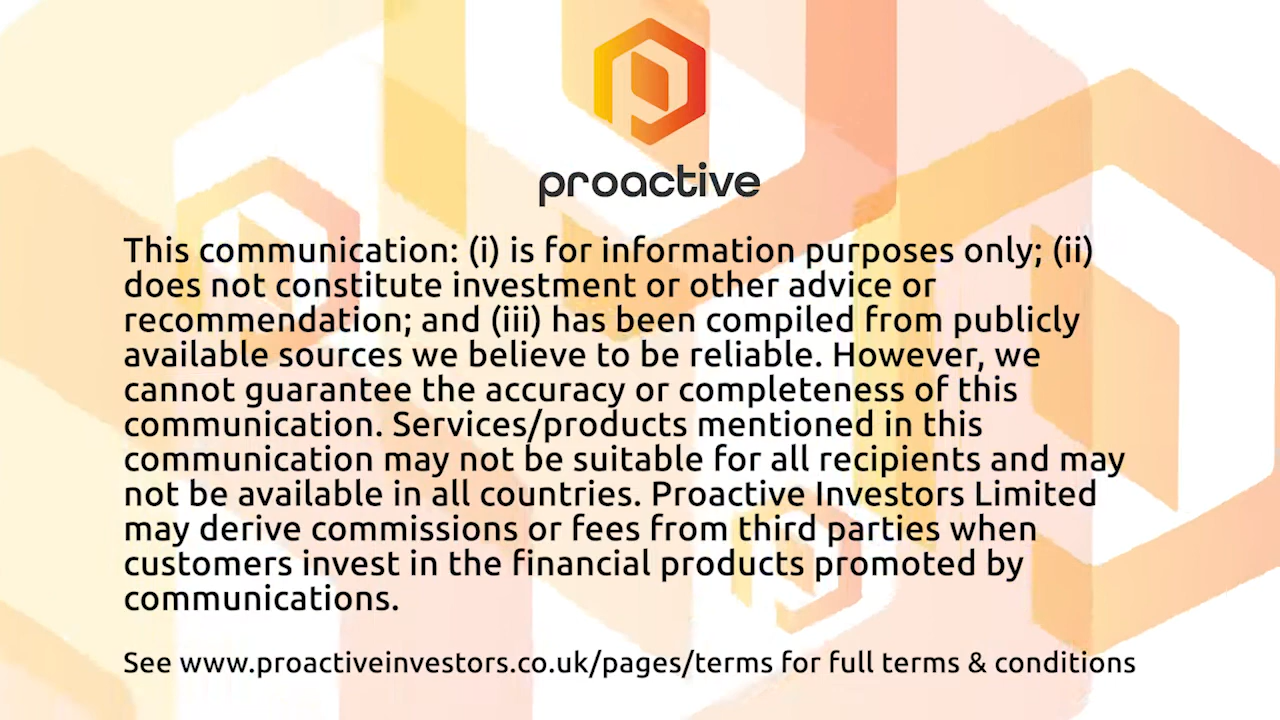 proactive
This communication: (i) is for information purposes only; (ii)
does not constitute investment or other advice or
recommendation; and (iii) has been compiled from publicly
available sources we believe to be reliable. However, we
cannot guarantee the accuracy or completeness of this
communication. Services/products mentioned in this
communication may not be suitable for all recipients and may
not be available in all countries. Proactive Investors Limited
may derive commissions or fees from third parties when
customers invest in the financial products promoted by
communications.
See www.proactiveinvestors.co.uk/pages/terms for full terms & conditions